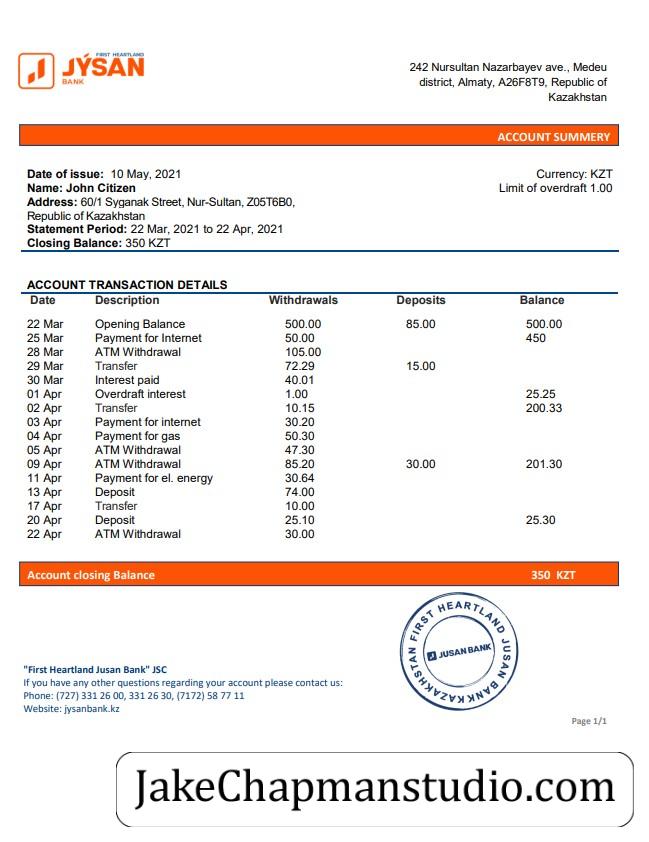 FIRST HEARTLAND
JÝSAN
BANK
242 Nursultan Nazarbayev ave., Medeu
district, Almaty, A26F8T9, Republic of
Kazakhstan
ACCOUNT SUMMERY
Date of issue: 10 May, 2021 Currency: KZT
Name: John Citizen Limit of overdraft 1.00
Address: 60/1 Syganak Street, Nur-Sultan, Z05T6B0,
Republic of Kazakhstan
Statement Period: 22 Mar, 2021 to 22 Apr, 2021
Closing Balance: 350 KZT
ACCOUNT TRANSACTION DETAILS
Date Description Withdrawals Deposits Balance
22 Mar Opening Balance 500.00 85.00 500.00
25 Mar Payment for Internet 50.00 450
28 Mar ATM Withdrawal 105.00
29 Mar Transfer 72.29 15.00
30 Mar Interest paid 40.01
01 Apr Overdraft interest 1.00 25.25
02 Apr Transfer 10.15 200.33
03 Apr Payment for internet 30.20
04 Apr Payment for gas 50.30
05 Apr ATM Withdrawal 47.30
09 Apr ATM Withdrawal 85.20 30.00 201.30
11 Apr Payment for el. energy 30.64
13 Apr Deposit 74.00
17 Apr Transfer 10.00
20 Apr Deposit 25.10 25.30
22 Apr ATM Withdrawal 30.00
Account closing Balance 350 KZT
FIRST HEARTLAND JUSAN BANK KAZAKHSTAN
JUSAN BANK
"First Heartland Jusan Bank" JSC
If you have any other questions regarding your account please contact us:
Phone: (727) 331 26 00, 331 26 30, (7172) 58 77 11
Website: jysanbank.kz
Page 1/1
JakeChapmanstudio.com